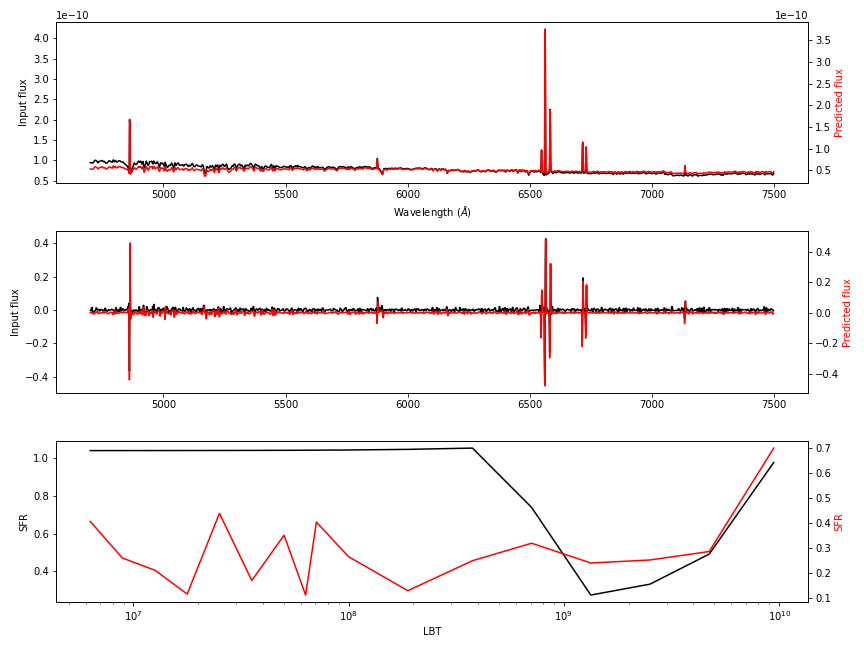 1e−10 1e−10
4.0 3.5 3.0 2.5 2.0 1.5 1.0 0.5
Input flux
3.5 3.0 2.5 1.5 1.0 0.5
Predicted flux
5000 5500 6000 6500 7000 7500
Wavelength (Å)
0.4 0.2 0.0 −0.2 −0.4
Input flux
0.4 0.2 0.0 −0.2 −0.4
Predicted flux
5000 5500 6000 6500 7000 7500
1.0 0.8 0.6 0.4
SFR
0.7 0.6 0.5 0.4 0.3 0.2 0.1
SFR
10⁷ 10⁸ 10⁹ 10¹⁰
LBT